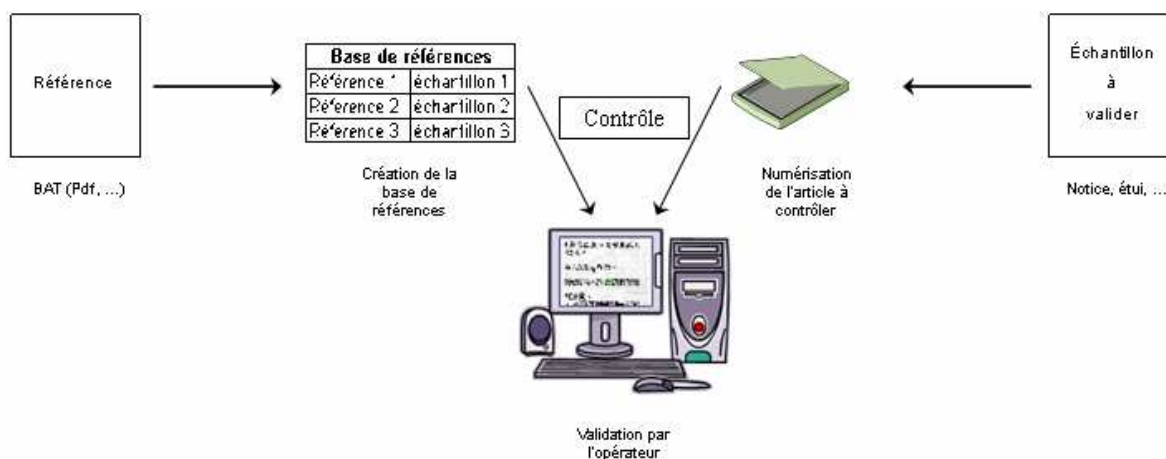 Référence
BAT (Pdf, ...)
Base de références
Référence 1 échantillon 1
Référence 2 échantillon 2
Référence 3 échantillon 3
Création de la
base de
références
Contrôle
Numérisation
de l'article à
contrôler
Échantillon
à
valider
Notice, étui, ...
Validation par
l'opérateur